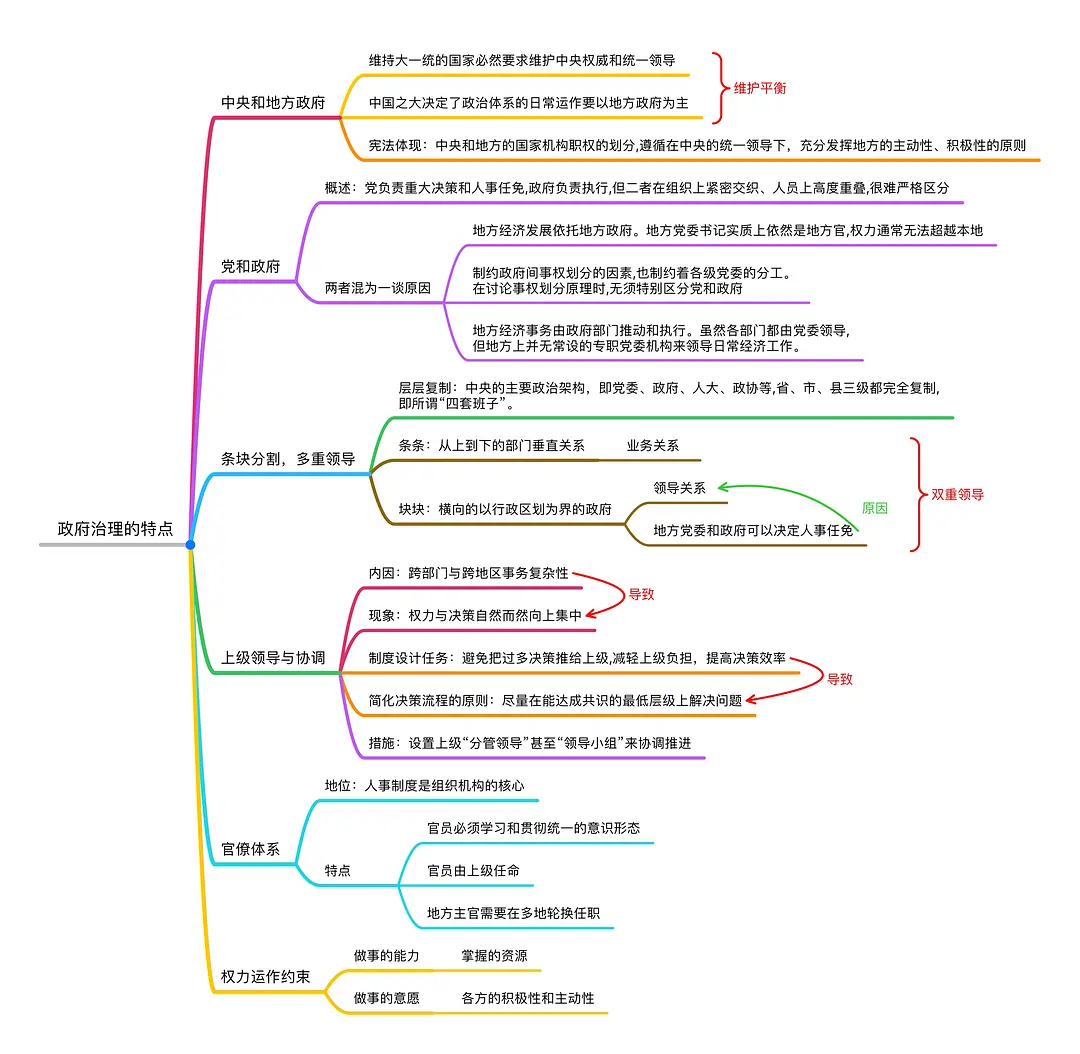 政府治理的特点
中央和地方政府
维持大一统的国家必然要求维护中央权威和统一领导
中国之大决定了政治体系的日常运作要以地方政府为主
维护平衡
宪法体现：中央和地方的国家机构职权的划分,遵循在中央的统一领导下，充分发挥地方的主动性、积极性的原则
党和政府
概述：党负责重大决策和人事任免,政府负责执行,但二者在组织上紧密交织、人员上高度重叠,很难严格区分
两者混为一谈原因
地方经济发展依托地方政府。地方党委书记实质上依然是地方官,权力通常无法超越本地
制约政府间事权划分的因素,也制约着各级党委的分工。
在讨论事权划分原理时,无须特别区分党和政府
地方经济事务由政府部门推动和执行。虽然各部门都由党委领导,
但地方上并无常设的专职党委机构来领导日常经济工作。
条块分割，多重领导
层层复制：中央的主要政治架构，即党委、政府、人大、政协等,省、市、县三级都完全复制,
即所谓“四套班子”。
条条：从上到下的部门垂直关系
业务关系
块块：横向的以行政区划为界的政府
领导关系
地方党委和政府可以决定人事任免
原因
双重领导
上级领导与协调
内因：跨部门与跨地区事务复杂性
导致
现象：权力与决策自然而然向上集中
制度设计任务：避免把过多决策推给上级,减轻上级负担，提高决策效率
导致
简化决策流程的原则：尽量在能达成共识的最低层级上解决问题
措施：设置上级“分管领导”甚至“领导小组”来协调推进
官僚体系
地位：人事制度是组织机构的核心
特点
官员必须学习和贯彻统一的意识形态
官员由上级任命
地方主官需要在多地轮换任职
权力运作约束
做事的能力
掌握的资源
做事的意愿
各方的积极性和主动性